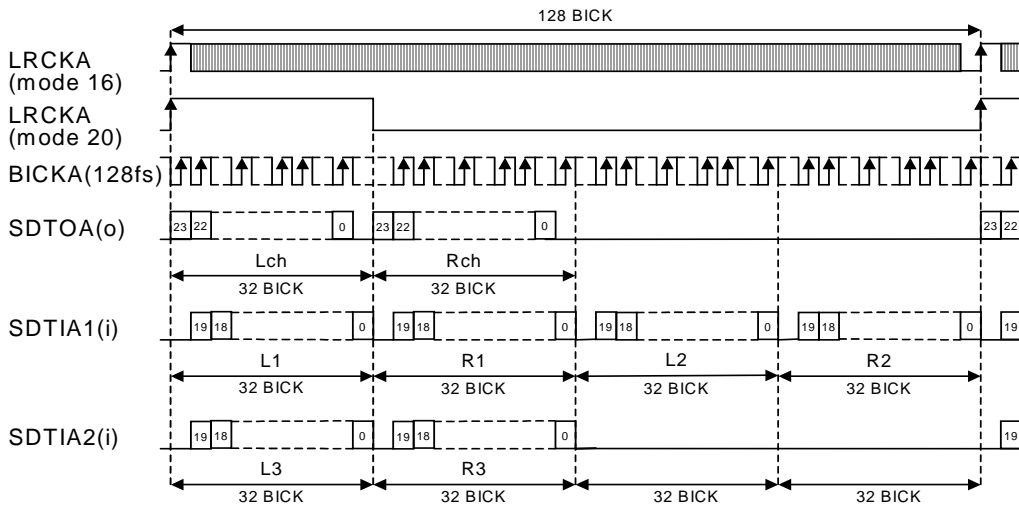 128 BICK
LRCKA
(mode 16)
LRCKA
(mode 20)
BICKA(128fs)
SDTOA(o)
23 22 0 23 22 0 23 22
Lch Rch
32 BICK 32 BICK
SDTIA1(i)
19 18 0 19 18 0 19 18 0 19 18 0 19
L1 R1 L2 R2
32 BICK 32 BICK 32 BICK 32 BICK
SDTIA2(i)
19 18 0 19 18 0 19
L3 R3
32 BICK 32 BICK 32 BICK 32 BICK